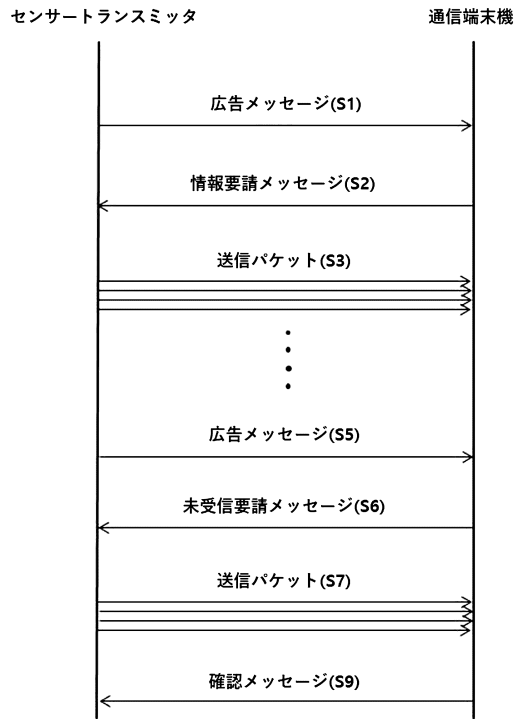 センサートランスミッタ
通信端末機
広告メッセージ(S1)
情報要請メッセージ(S2)
送信パケット(S3)
広告メッセージ(S5)
未受信要請メッセージ(S6)
送信パケット(S7)
確認メッセージ(S9)